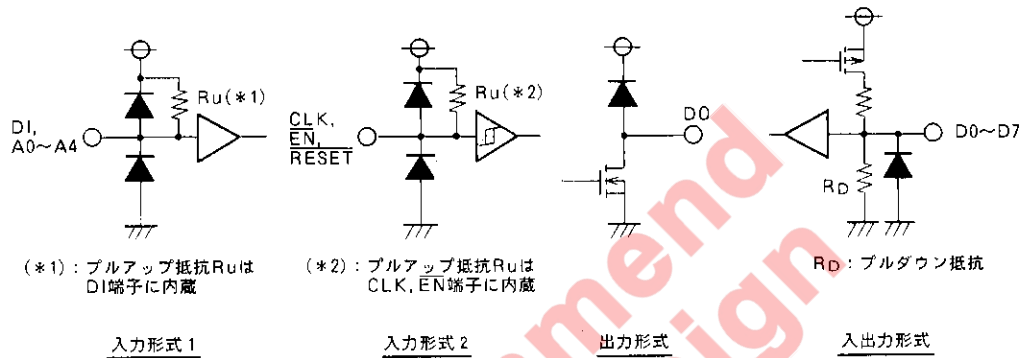 Ru(*1)
DI,
A0～A4
(*1)：プルアップ抵抗Ruは
DI端子に内蔵
入力形式1
Ru(*2)
CLK,
EN,
RESET
(*2)：プルアップ抵抗Ruは
CLK, EN端子に内蔵
入力形式2
DO
出力形式
D0～D7
RD
RD：プルダウン抵抗
入出力形式
mmend
sign